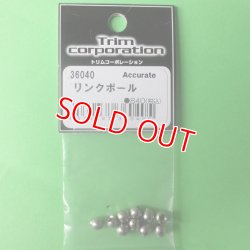 Trim
corporation
トリムコーポレーション
36040
Accurate
リンクボール
SOLD OUT